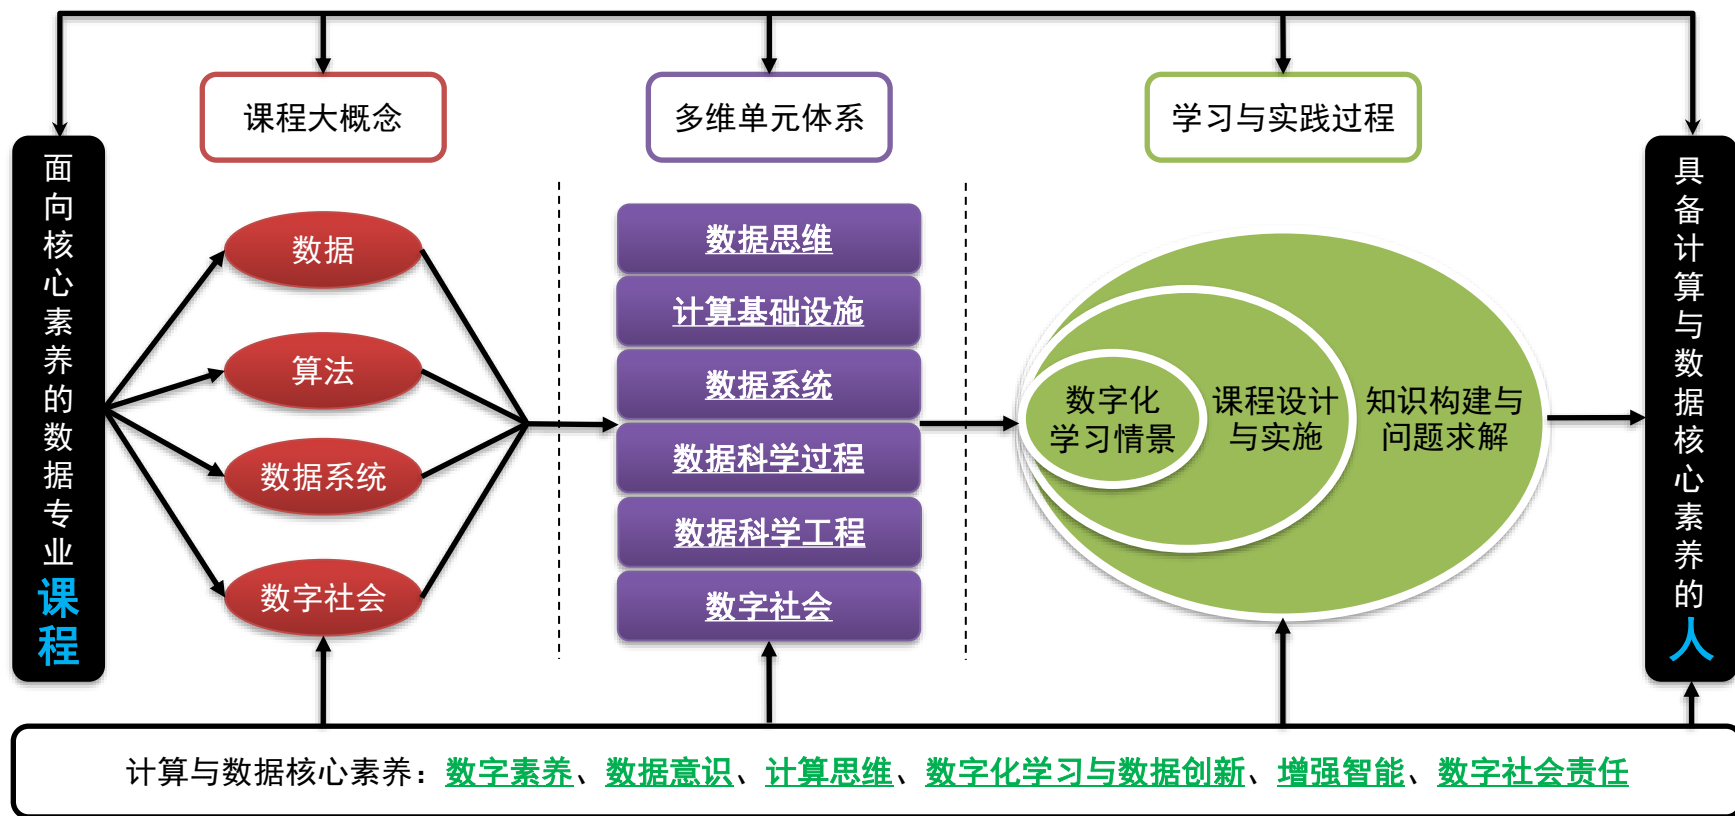 课程大概念
多维单元体系
学习与实践过程
面向核心素养的数据专业课程
数据
算法
数据系统
数字社会
数据思维
计算基础设施
数据系统
数据科学过程
数据科学工程
数字社会
数字化
学习情景
课程设计
与实施
知识构建与
问题求解
具备计算与数据核心素养的人
计算与数据核心素养：数字素养、数据意识、计算思维、数字化学习与数据创新、增强智能、数字社会责任